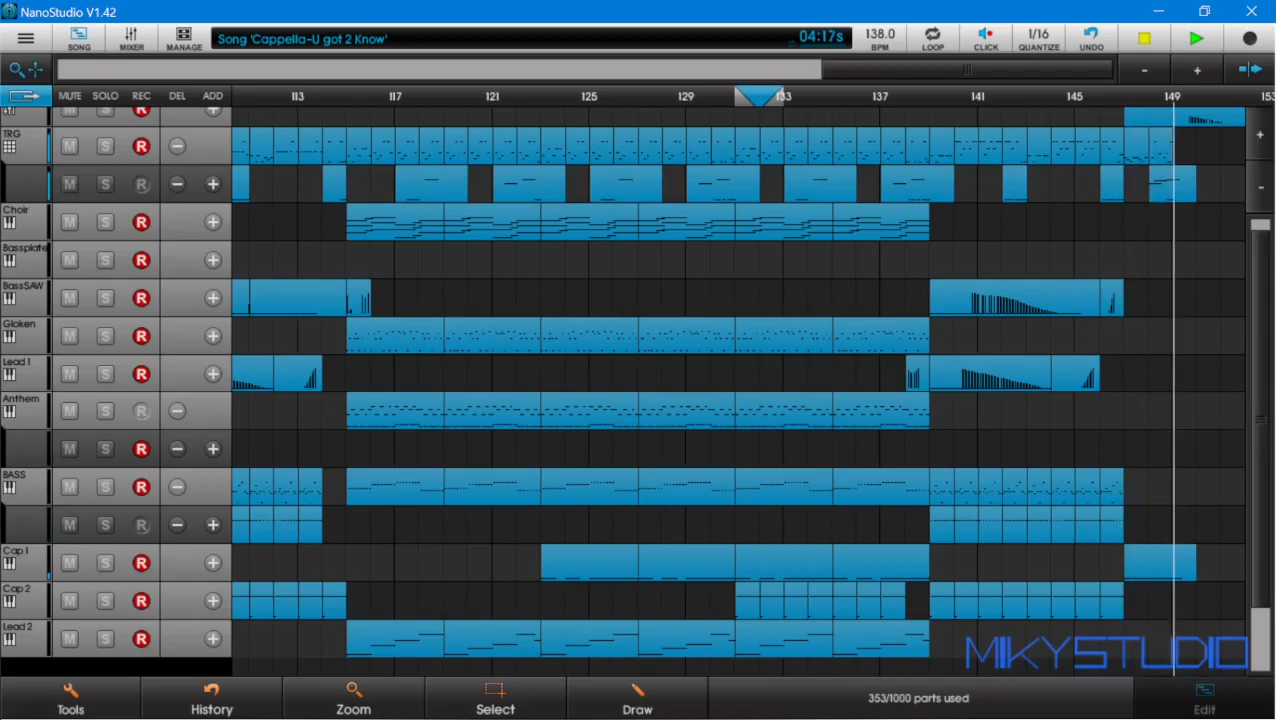 NanoStudio V1.42
SONG MIXER MANAGE Song 'Cappella-U got 2 Know' 04:17s 138.0 BPM LOOP CLICK 1/16 QUANTIZE UNDO
- +
MUTE SOLO REC DEL ADD 113 117 121 125 129 133 137 141 145 149 153
M S R +
TRG M S R - +
M S R - + -
Choir M S R +
Bassplate M S R +
BassSAW M S R +
Gloken M S R +
Lead 1 M S R +
Anthem M S R -
M S R - +
BASS M S R -
M S R - +
Cap 1 M S R +
Cap 2 M S R +
Lead 2 M S R +
MIKYSTUDIO
Tools History Zoom Select Draw 353/1000 parts used Edit